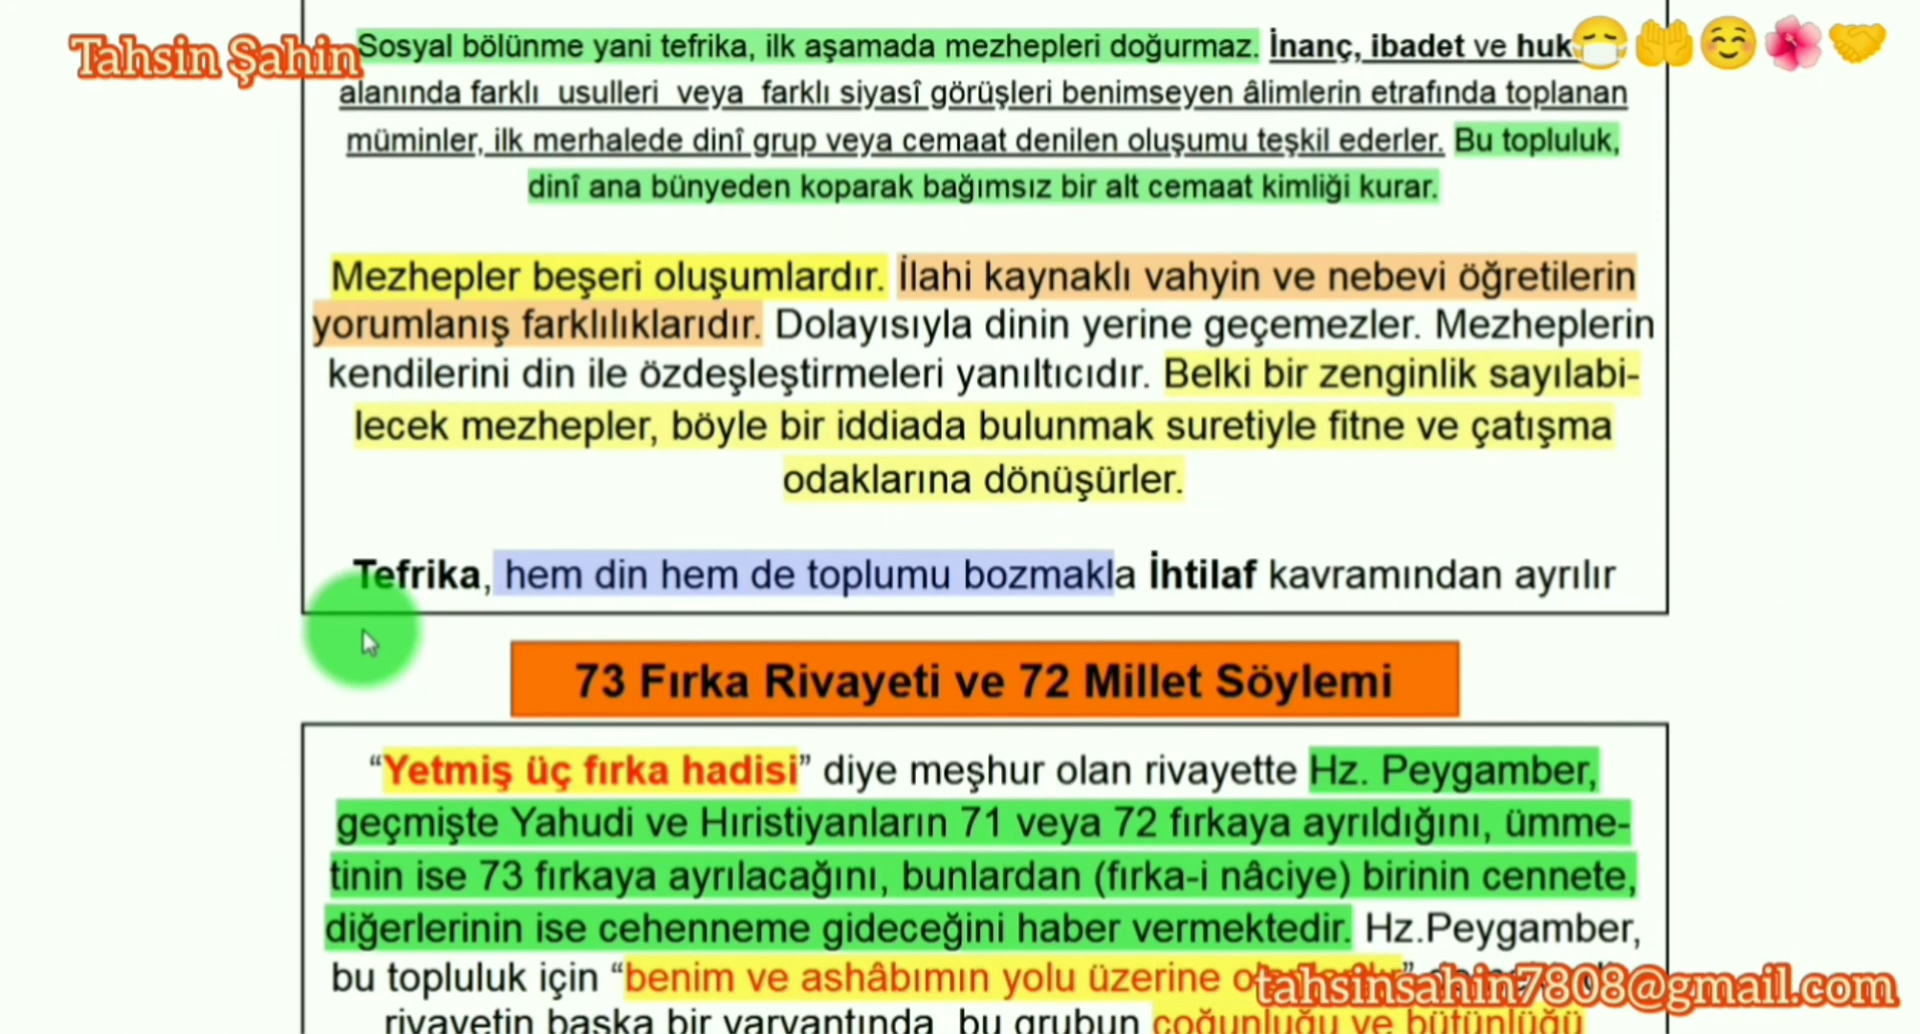 Tahsin Şahin
Sosyal bölünme yani tefrika, ilk aşamada mezhepleri doğurmaz. İnanç, ibadet ve huk
alanında farklı usulleri veya farklı siyasî görüşleri benimseyen âlimlerin etrafında toplanan
müminler, ilk merhalede dinî grup veya cemaat denilen oluşumu teşkil ederler. Bu topluluk,
dinî ana bünyeden koparak bağımsız bir alt cemaat kimliği kurar.
Mezhepler beşeri oluşumlardır. İlahi kaynaklı vahyin ve nebevi öğretilerin
yorumlanış farklılıklarıdır. Dolayısıyla dinin yerine geçemezler. Mezheplerin
kendilerini din ile özdeşleştirmeleri yanıltıcıdır. Belki bir zenginlik sayılabi-
lecek mezhepler, böyle bir iddiada bulunmak suretiyle fitne ve çatışma
odaklarına dönüşürler.
Tefrika, hem din hem de toplumu bozmakla İhtilaf kavramından ayrılır
73 Fırka Rivayeti ve 72 Millet Söylemi
“Yetmiş üç fırka hadisi” diye meşhur olan rivayette Hz. Peygamber,
geçmişte Yahudi ve Hıristiyanların 71 veya 72 fırkaya ayrıldığını, ümme-
tinin ise 73 fırkaya ayrılacağını, bunlardan (fırka-i nâciye) birinin cennete,
diğerlerinin ise cehenneme gideceğini haber vermektedir. Hz.Peygamber,
bu topluluk için “benim ve ashâbımın yolu üzerine
tahsinsahin7808@gmail.com
rivayetin başka bir varyantında, bu grubun çoğunluğu ve bütünlüğü